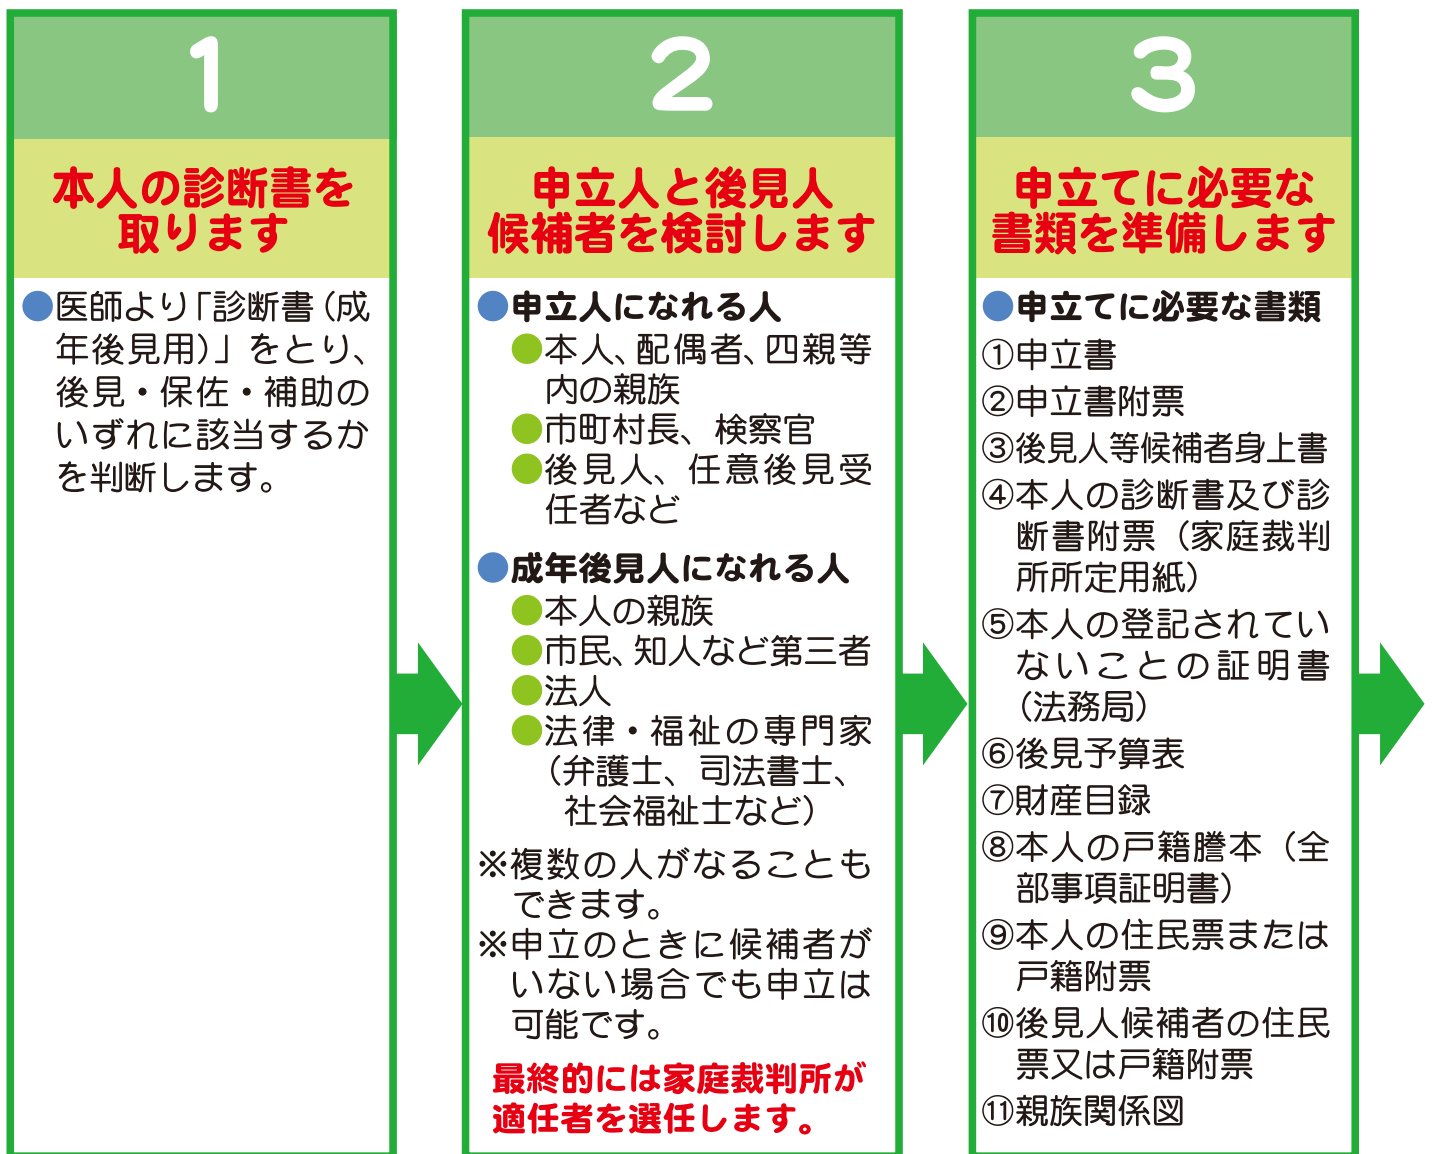 1
本人の診断書を
取ります
●医師より「診断書（成
年後見用）」をとり、
後見・保佐・補助の
いずれに該当するか
を判断します。
2
申立人と後見人
候補者を検討します
●申立人になれる人
●本人、配偶者、四親等
内の親族
●市町村長、検察官
●後見人、任意後見受
任者など
●成年後見人になれる人
●本人の親族
●市民、知人など第三者
●法人
●法律・福祉の専門家
（弁護士、司法書士、
社会福祉士など）
※複数の人がなることも
できます。
※申立のときに候補者が
いない場合でも申立は
可能です。
最終的には家庭裁判所が
適任者を選任します。
3
申立てに必要な
書類を準備します
●申立てに必要な書類
①申立書
②申立書附票
③後見人等候補者身上書
④本人の診断書及び診
断書附票（家庭裁判
所所定用紙）
⑤本人の登記されてい
ないことの証明書
（法務局）
⑥後見予算表
⑦財産目録
⑧本人の戸籍謄本（全
部事項証明書）
⑨本人の住民票または
戸籍附票
⑩後見人候補者の住民
票又は戸籍附票
⑪親族関係図